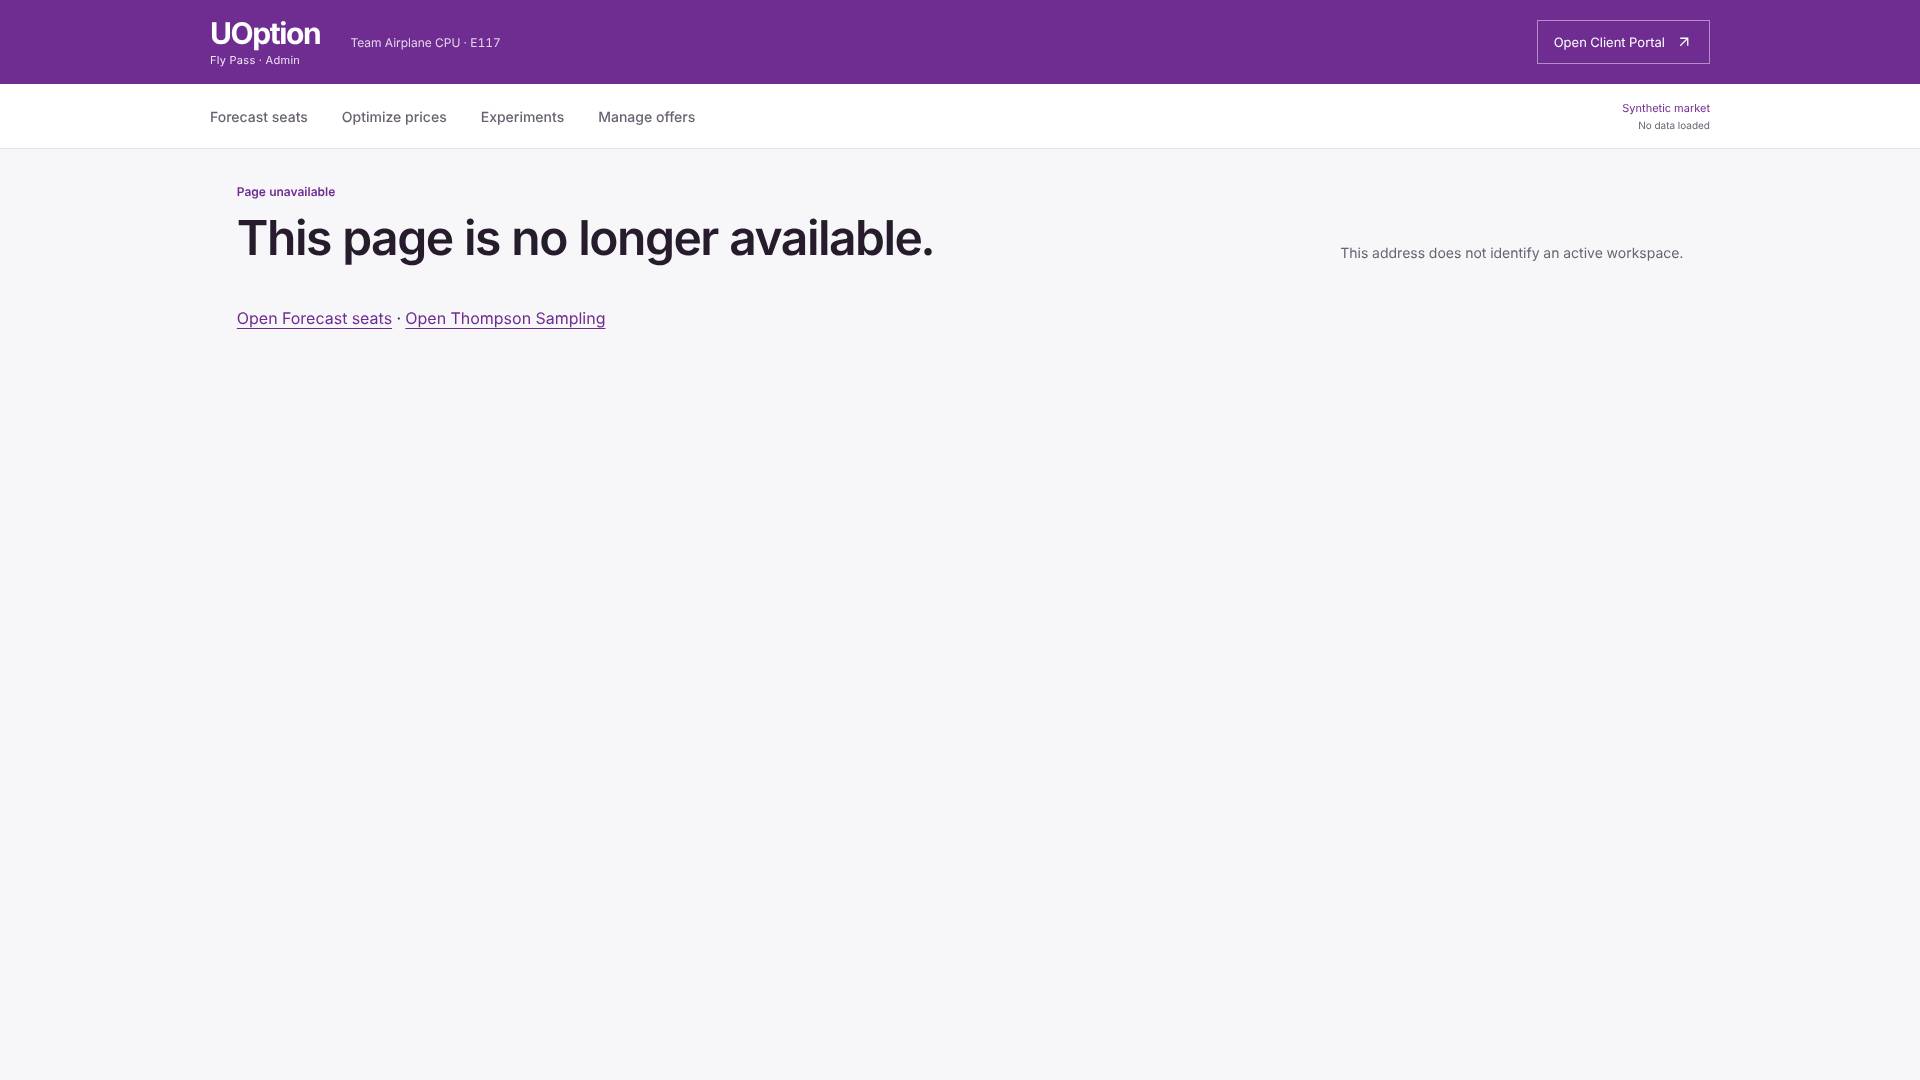 UOption
Fly Pass · Admin
Team Airplane CPU · E117
Open Client Portal
Forecast seats
Optimize prices
Experiments
Manage offers
Synthetic market
No data loaded
Page unavailable
This page is no longer available.
This address does not identify an active workspace.
Open Forecast seats · Open Thompson Sampling